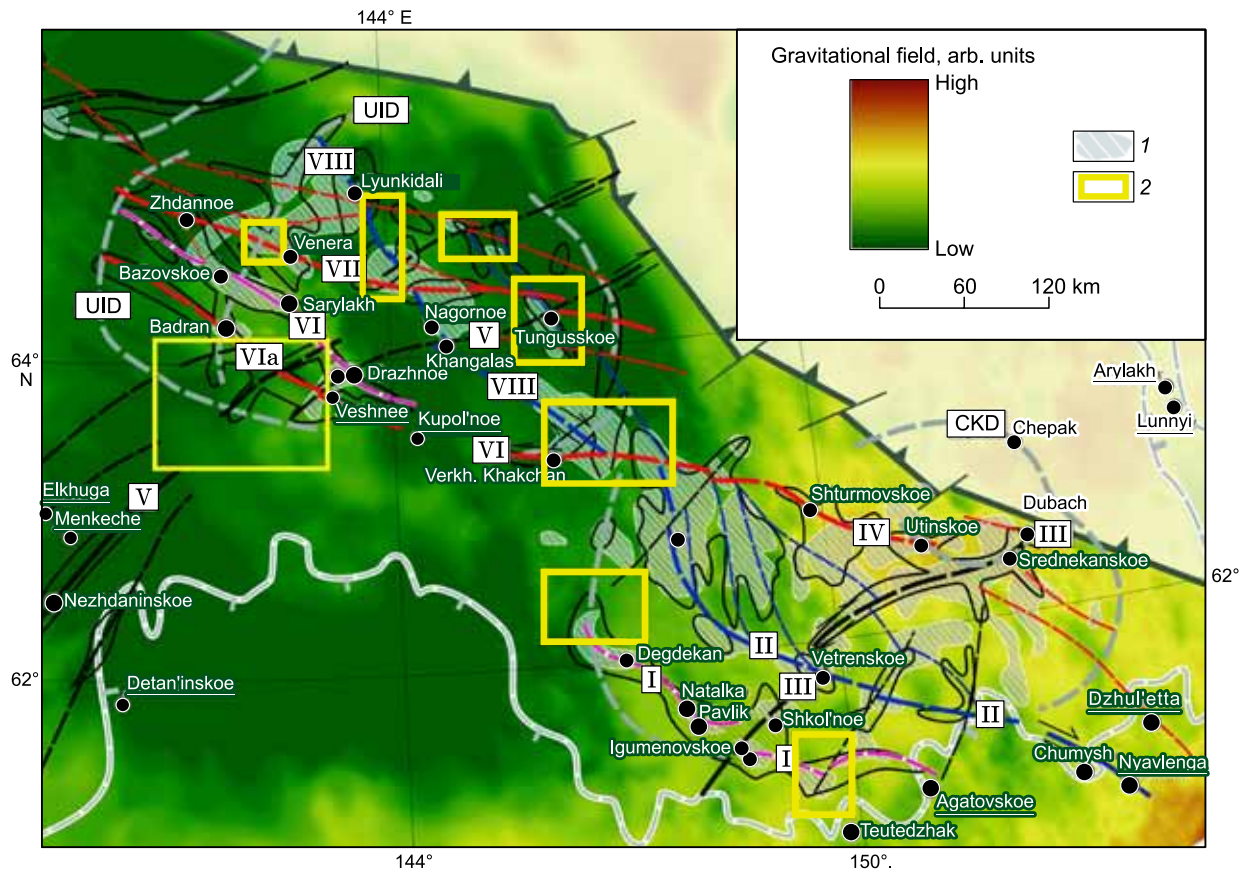 144° E
Gravitational field, arb. units
High
Low
1
2
0 60 120 km
UID
VIII
Lyunkidali
Zhdannoe
Venera
VII
Bazovskoe
UID
Sarylakh
VI
Nagornoe
Badran
V
Tungusskoe
Khangalas
64°
N
VIa
Drazhnoe
VIII
Arylakh
Veshnee
Lunnyi
Kupol'noe
CKD
Chepak
VI
Verkh. Khakchan
Elkhuga
V
Shturmovskoe
Dubach
Menkeche
IV
Utinskoe
III
Srednekanskoe
62°
Nezhdaninskoe
II
Degdekan
Vetrenskoe
62°
I
III
Detan'inskoe
Natalka
Dzhul'etta
Pavlik
Shkol'noe
II
Igumenovskoe
I
Chumysh
Nyavlenga
Agatovskoe
Teutedzhak
144°
150°.